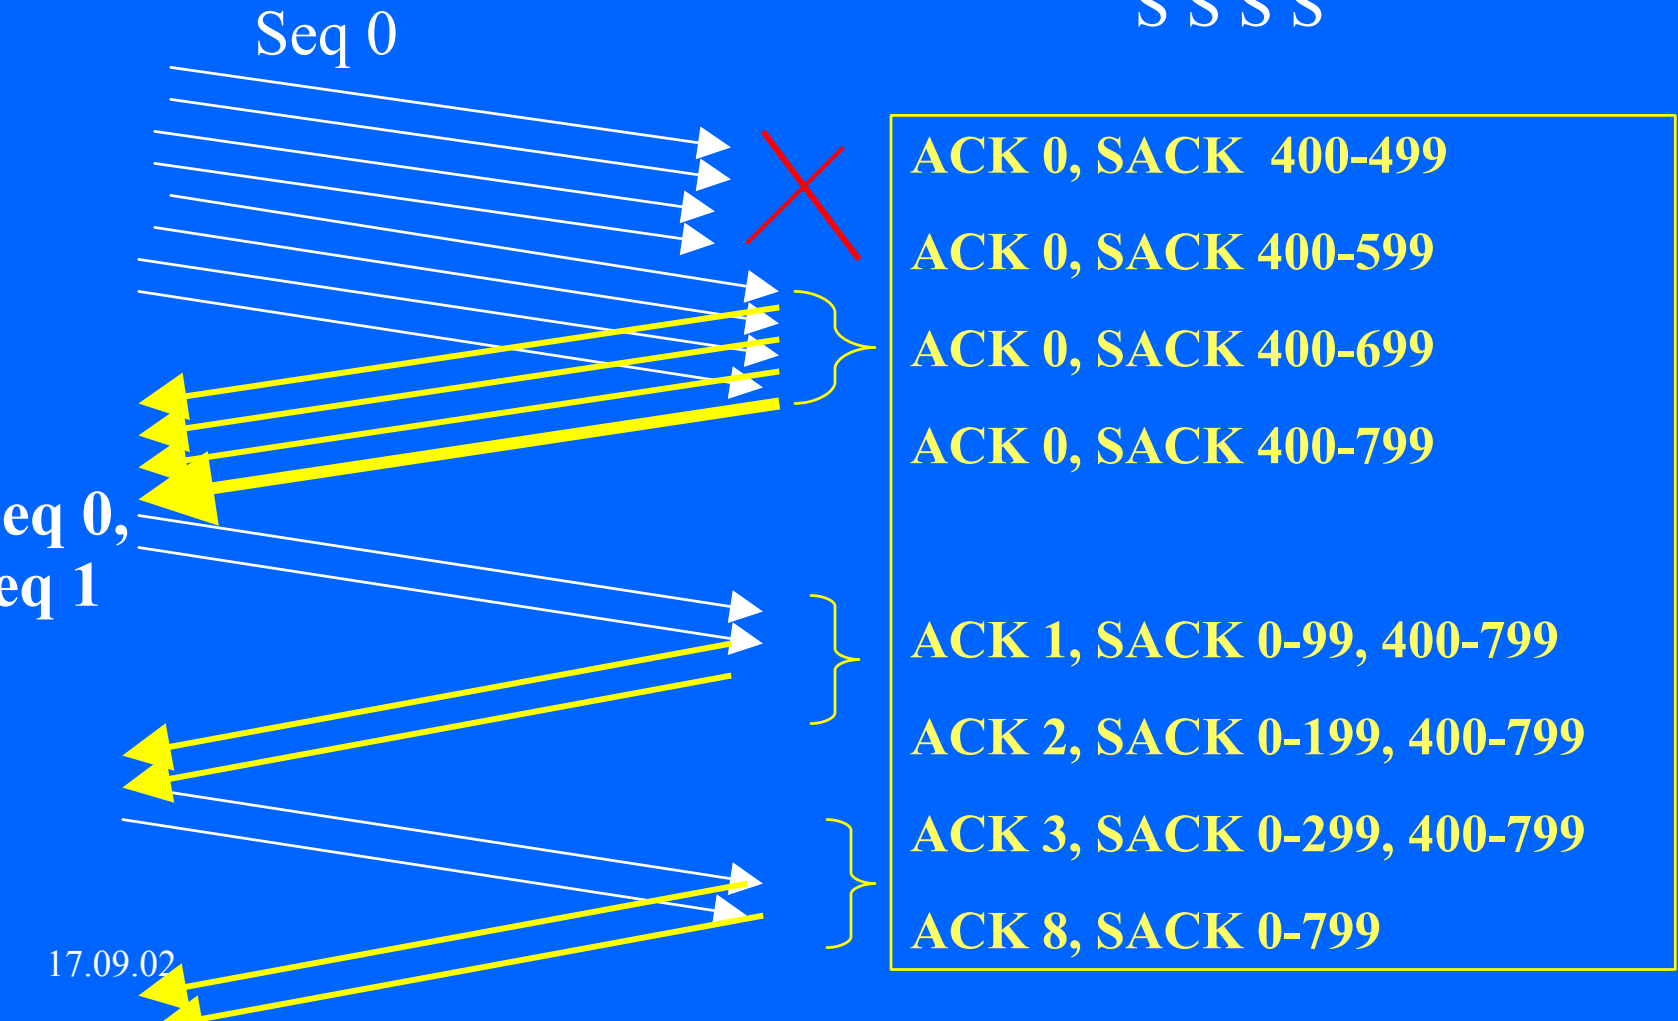 S S S S
Seq 0
ACK 0, SACK 400-499
ACK 0, SACK 400-599
ACK 0, SACK 400-699
ACK 0, SACK 400-799
eq 0,
eq 1
ACK 1, SACK 0-99, 400-799
ACK 2, SACK 0-199, 400-799
ACK 3, SACK 0-299, 400-799
ACK 8, SACK 0-799
17.09.02